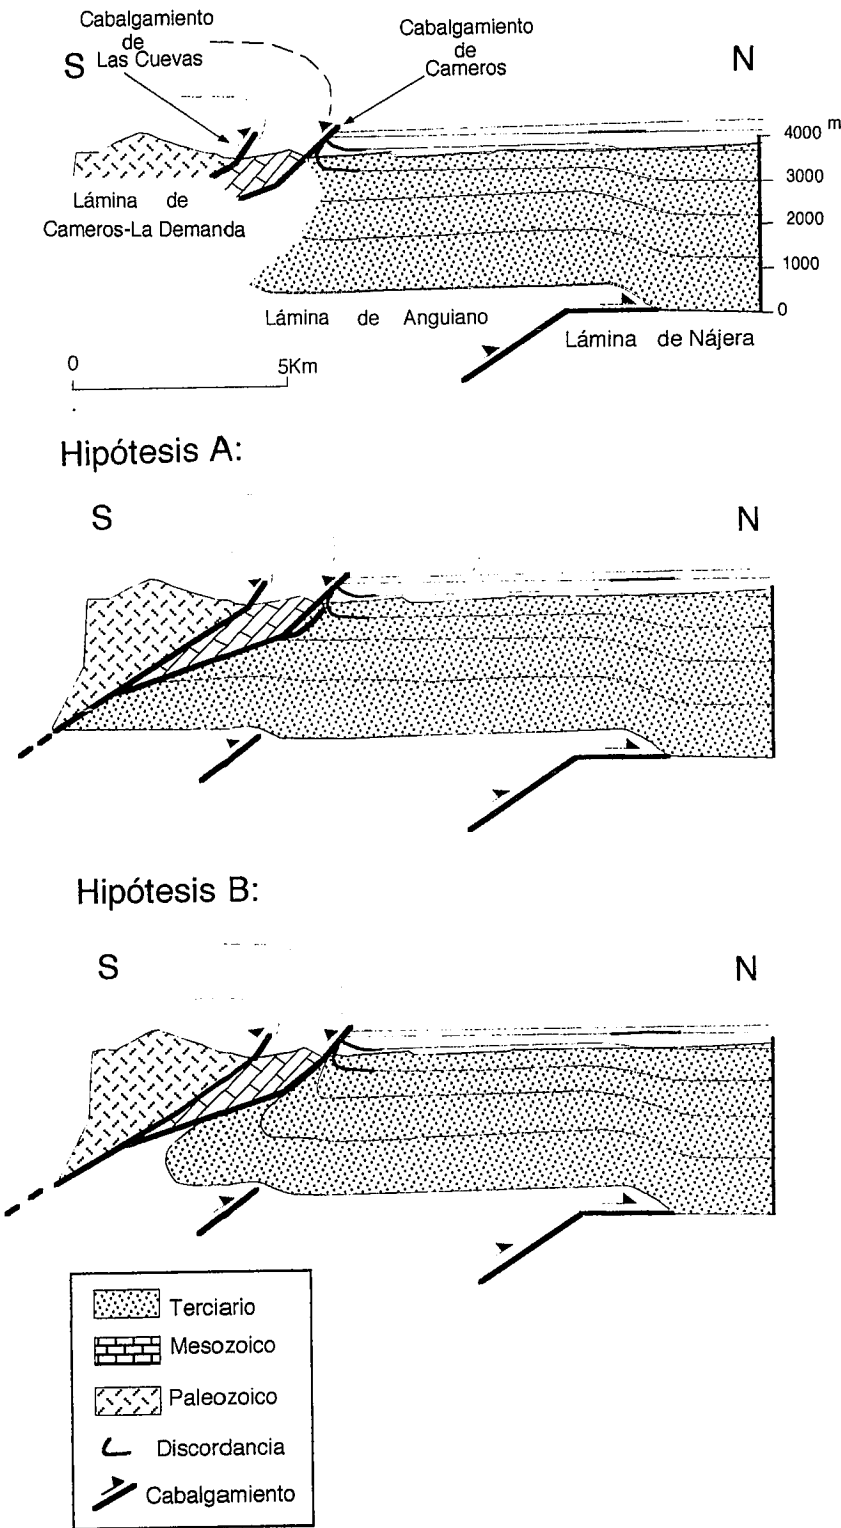 Cabalgamiento
de
Las Cuevas
Cabalgamiento
de
Cameros
S
N
4000 m
3000
2000
1000
0
Lámina de
Cameros-La Demanda
Lámina de Anguiano
Lámina de Nájera
0
5Km
Hipótesis A:
S
N
Hipótesis B:
S
N
Terciario
Mesozoico
Paleozoico
Discordancia
Cabalgamiento